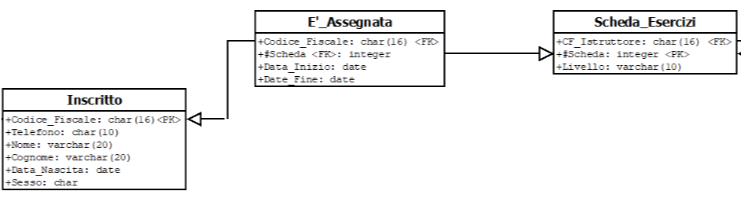 E'_Assegnata
+Codice_Fiscale: char(16) <FK>
+#Scheda <FK>: integer
+Data_Inizio: date
+Date_Fine: date
Scheda_Esercizi
+CF_Istruttore: char(16) <FK>
+#Scheda: integer <PK>
+Livello: varchar(10)
Inscritto
+Codice_Fiscale: char(16)<PK>
+Telefono: char(10)
+Nome: varchar(20)
+Cognome: varchar(20)
+Data_Nascita: date
+Sesso: char